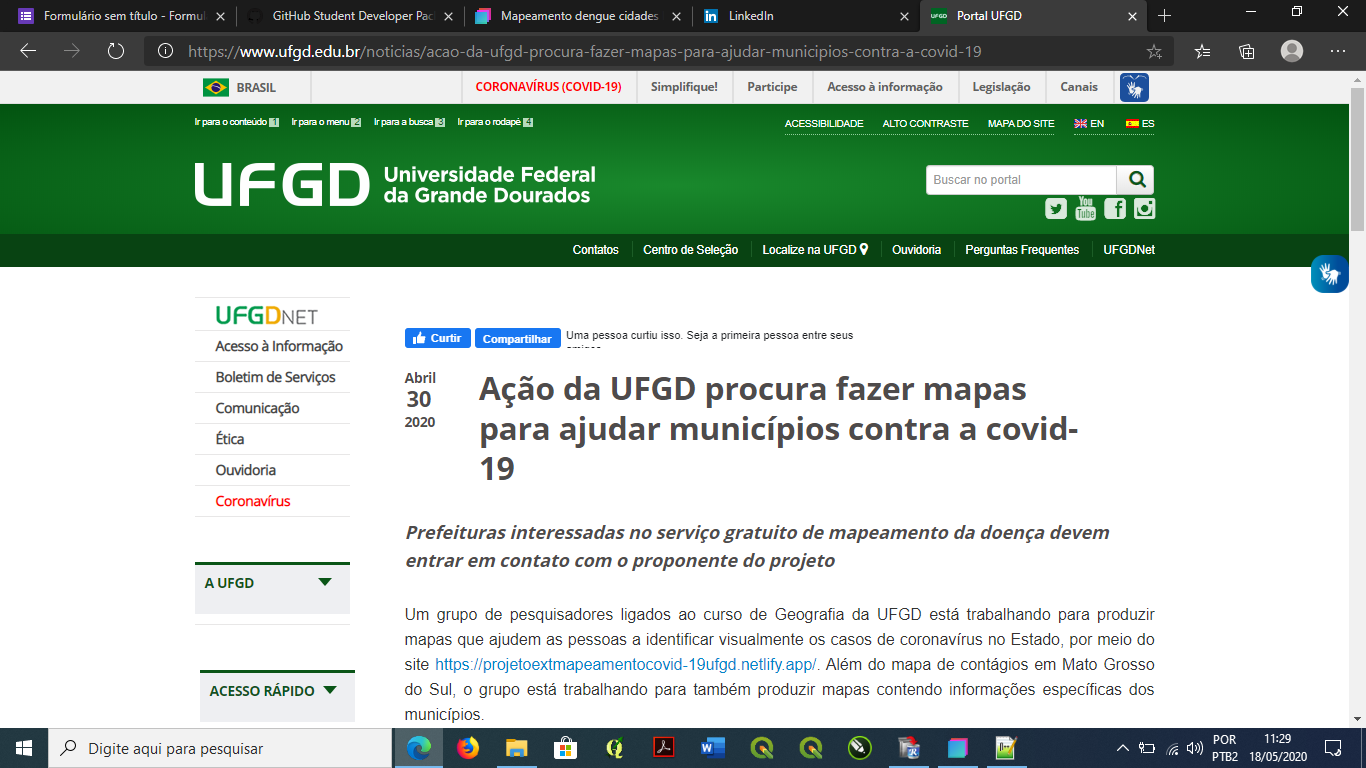 Formulário sem título - Formul
GitHub Student Developer Pac
Mapeamento dengue cidades
LinkedIn
Portal UFGD
https://www.ufgd.edu.br/noticias/acao-da-ufgd-procura-fazer-mapas-para-ajudar-municipios-contra-a-covid-19
BRASIL
CORONAVÍRUS (COVID-19)
Simplifique!
Participe
Acesso à informação
Legislação
Canais
Ir para o conteúdo 1
Ir para o menu 2
Ir para a busca 3
Ir para o rodapé 4
ACESSIBILIDADE
ALTO CONTRASTE
MAPA DO SITE
EN
ES
UFGD
Universidade Federal
da Grande Dourados
Buscar no portal
You
Tube
Contatos
Centro de Seleção
Localize na UFGD
Ouvidoria
Perguntas Frequentes
UFGDNet
UFGDNET
Acesso à Informação
Boletim de Serviços
Comunicação
Ética
Ouvidoria
Coronavírus
A UFGD
ACESSO RÁPIDO
Curtir
Compartilhar
Uma pessoa curtiu isso. Seja a primeira pessoa entre seus
Abril
30
2020
Ação da UFGD procura fazer mapas
para ajudar municípios contra a covid-
19
Prefeituras interessadas no serviço gratuito de mapeamento da doença devem
entrar em contato com o proponente do projeto
Um grupo de pesquisadores ligados ao curso de Geografia da UFGD está trabalhando para produzir
mapas que ajudem as pessoas a identificar visualmente os casos de coronavírus no Estado, por meio do
site https://projetoextmapeamentocovid-19ufgd.netlify.app/. Além do mapa de contágios em Mato Grosso
do Sul, o grupo está trabalhando para também produzir mapas contendo informações específicas dos
municípios.
Digite aqui para pesquisar
POR
PTB2
11:29
18/05/2020